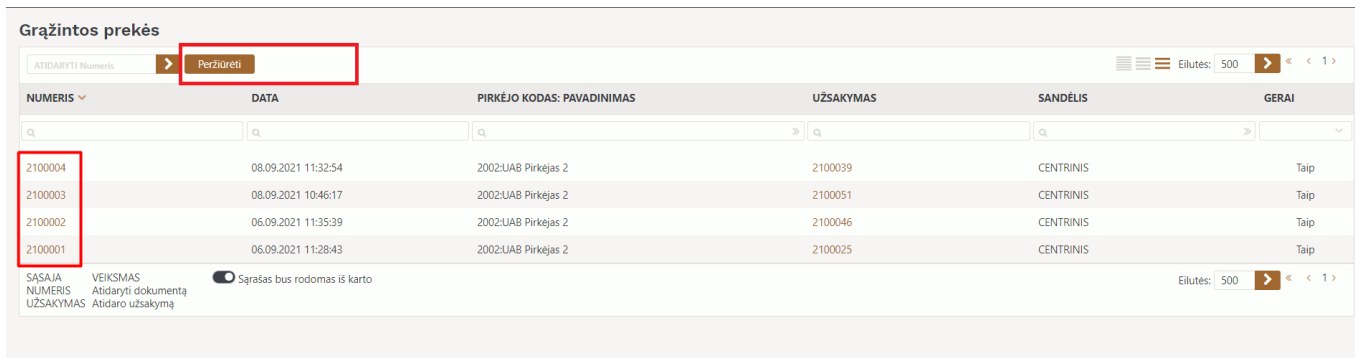 Grąžintos prekės
ATIDARYTI Numeris Peržiūrėti Eilutės: 500 1
NUMERIS DATA PIRKĖJO KODAS: PAVADINIMAS UŽSAKYMAS SANDĖLIS GERAI
2100004 08.09.2021 11:32:54 2002:UAB Pirkėjas 2 2100039 CENTRINIS Taip
2100003 08.09.2021 10:46:17 2002:UAB Pirkėjas 2 2100051 CENTRINIS Taip
2100002 06.09.2021 11:35:39 2002:UAB Pirkėjas 2 2100046 CENTRINIS Taip
2100001 06.09.2021 11:28:43 2002:UAB Pirkėjas 2 2100025 CENTRINIS Taip
SĄSAJA VEIKSMAS Sąrašas bus rodomas iš karto Eilutės: 500 1
NUMERIS Atidaryti dokumentą
UŽSAKYMAS Atidaro užsakymą